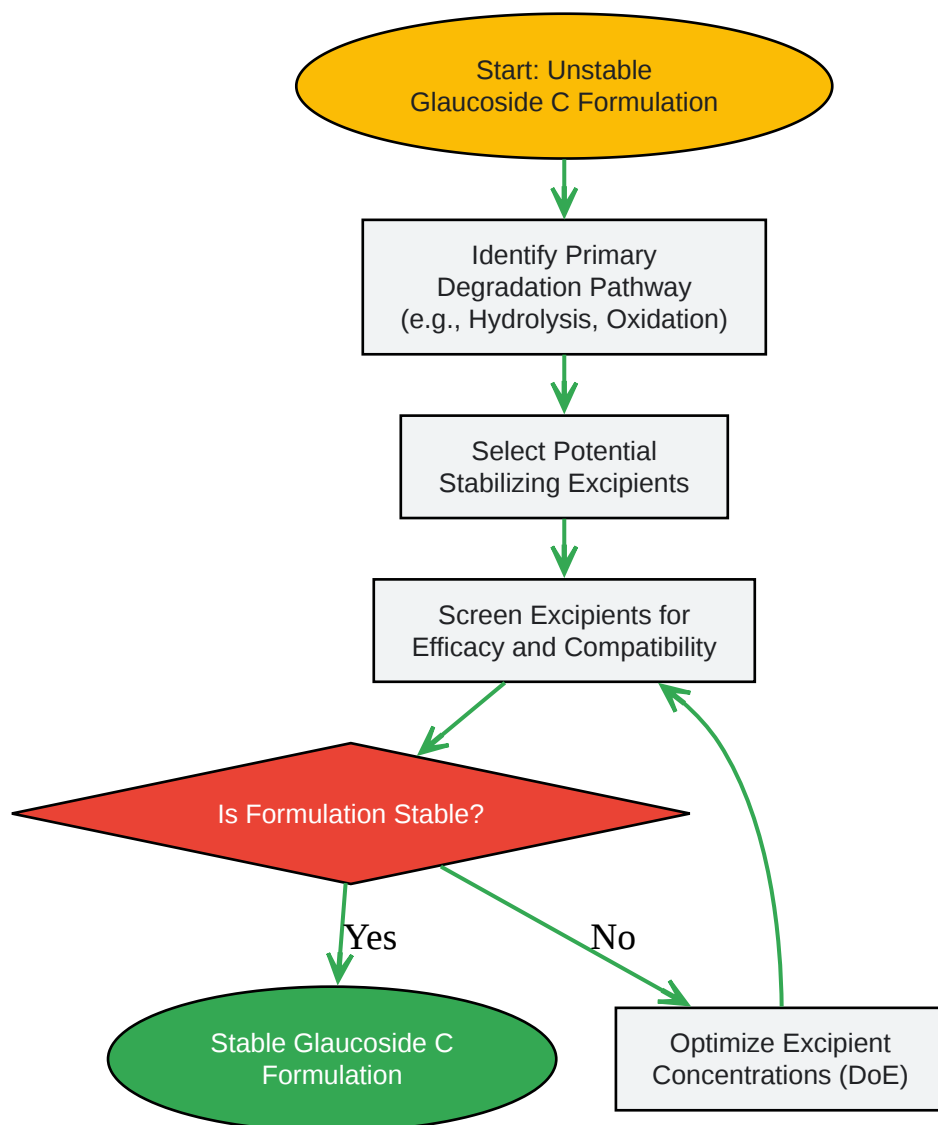 Start: Unstable
Glaucoside C Formulation
Identify Primary
Degradation Pathway
(e.g., Hydrolysis, Oxidation)
Select Potential
Stabilizing Excipients
Screen Excipients for
Efficacy and Compatibility
Is Formulation Stable?
Yes
No
Stable Glaucoside C
Formulation
Optimize Excipient
Concentrations (DoE)